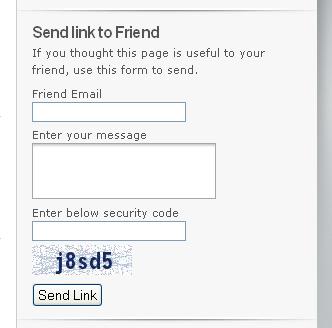 Send link to Friend
If you thought this page is useful to your
friend, use this form to send.
Friend Email
Enter your message
Enter below security code
j8sd5
Send Link